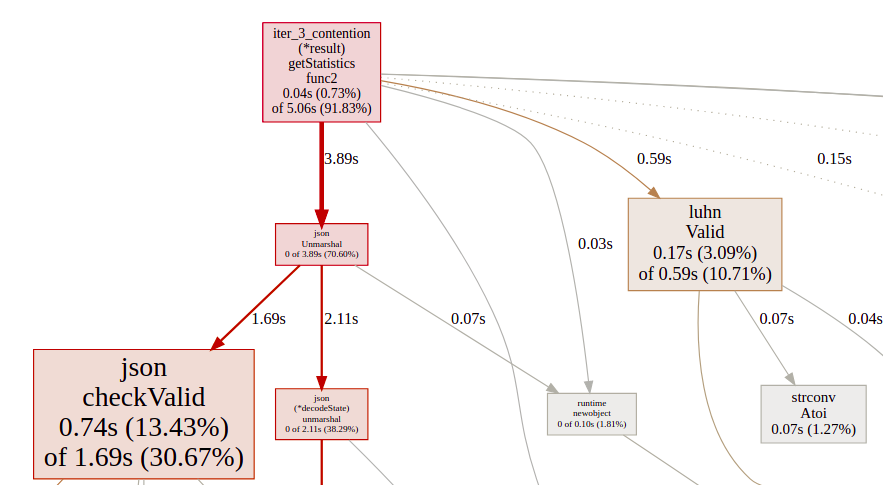 iter_3_contention
(*result)
getStatistics
func2
0.04s (0.73%)
of 5.06s (91.83%)
3.89s
0.59s
0.15s
json
Unmarshal
0 of 3.89s (70.60%)
luhn
Valid
0.17s (3.09%)
of 0.59s (10.71%)
0.03s
1.69s
2.11s
0.07s
0.07s
0.04s
json
checkValid
0.74s (13.43%)
of 1.69s (30.67%)
json
(*decodeState)
unmarshal
0 of 2.11s (38.29%)
runtime
newobject
0 of 0.10s (1.81%)
strconv
Atoi
0.07s (1.27%)